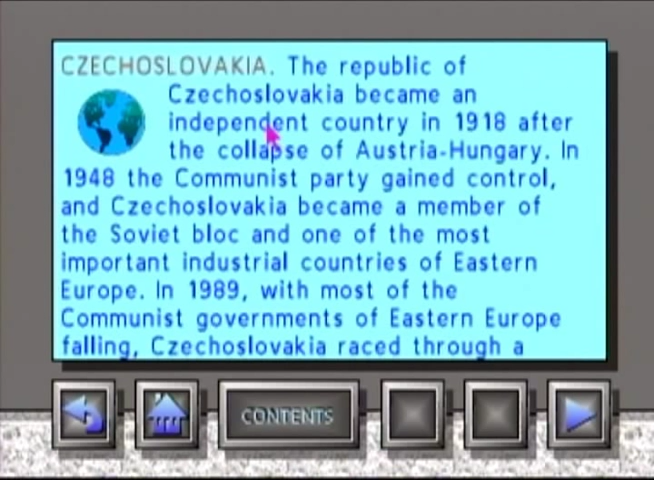 CZECHOSLOVAKIA. The republic of
Czechoslovakia became an
independent country in 1918 after
the collapse of Austria-Hungary. In
1948 the Communist party gained control,
and Czechoslovakia became a member of
the Soviet bloc and one of the most
important industrial countries of Eastern
Europe. In 1989, with most of the
Communist governments of Eastern Europe
falling, Czechoslovakia raced through a
CONTENTS